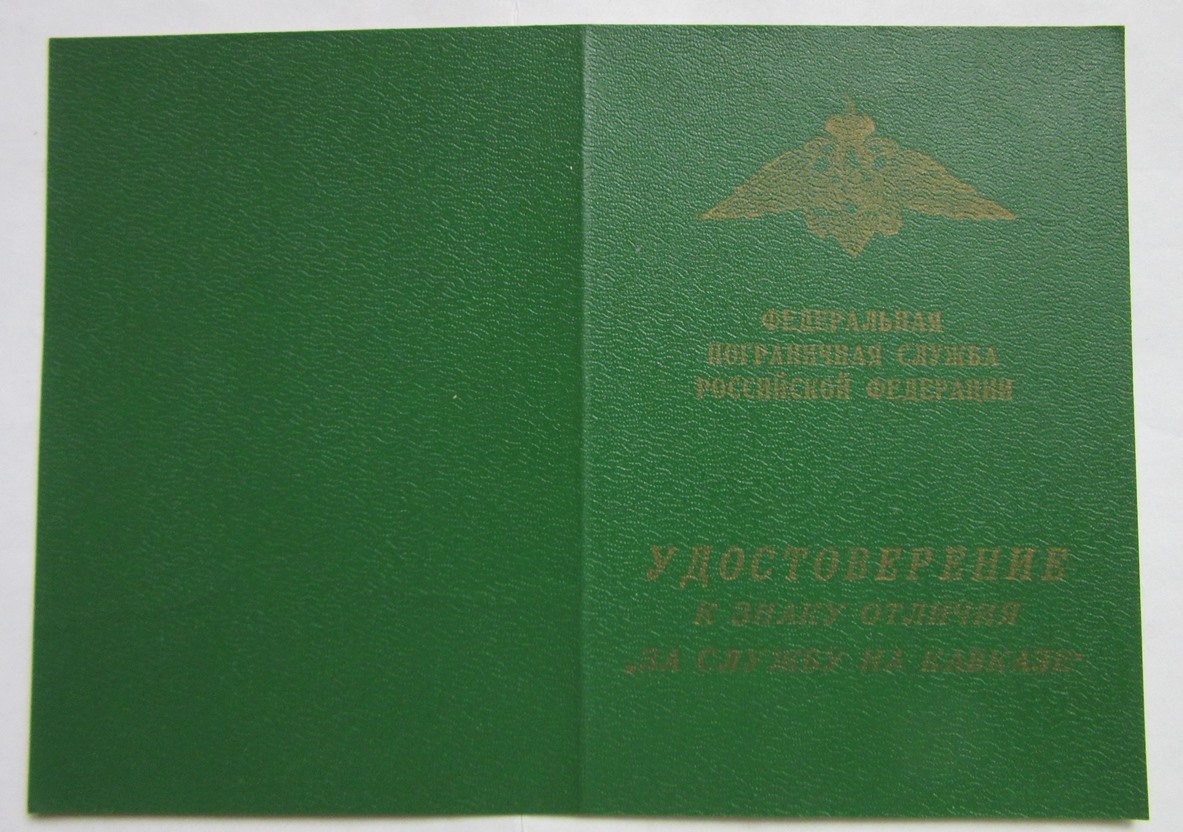 ФЕДЕРАЛЬНАЯ
ПОГРАНИЧНАЯ СЛУЖБА
РОССИЙСКОЙ ФЕДЕРАЦИИ
УДОСТОВЕРЕНИЕ
К ЗНАКУ ОТЛИЧИЯ
„ЗА СЛУЖБУ НА КАВКАЗЕ“